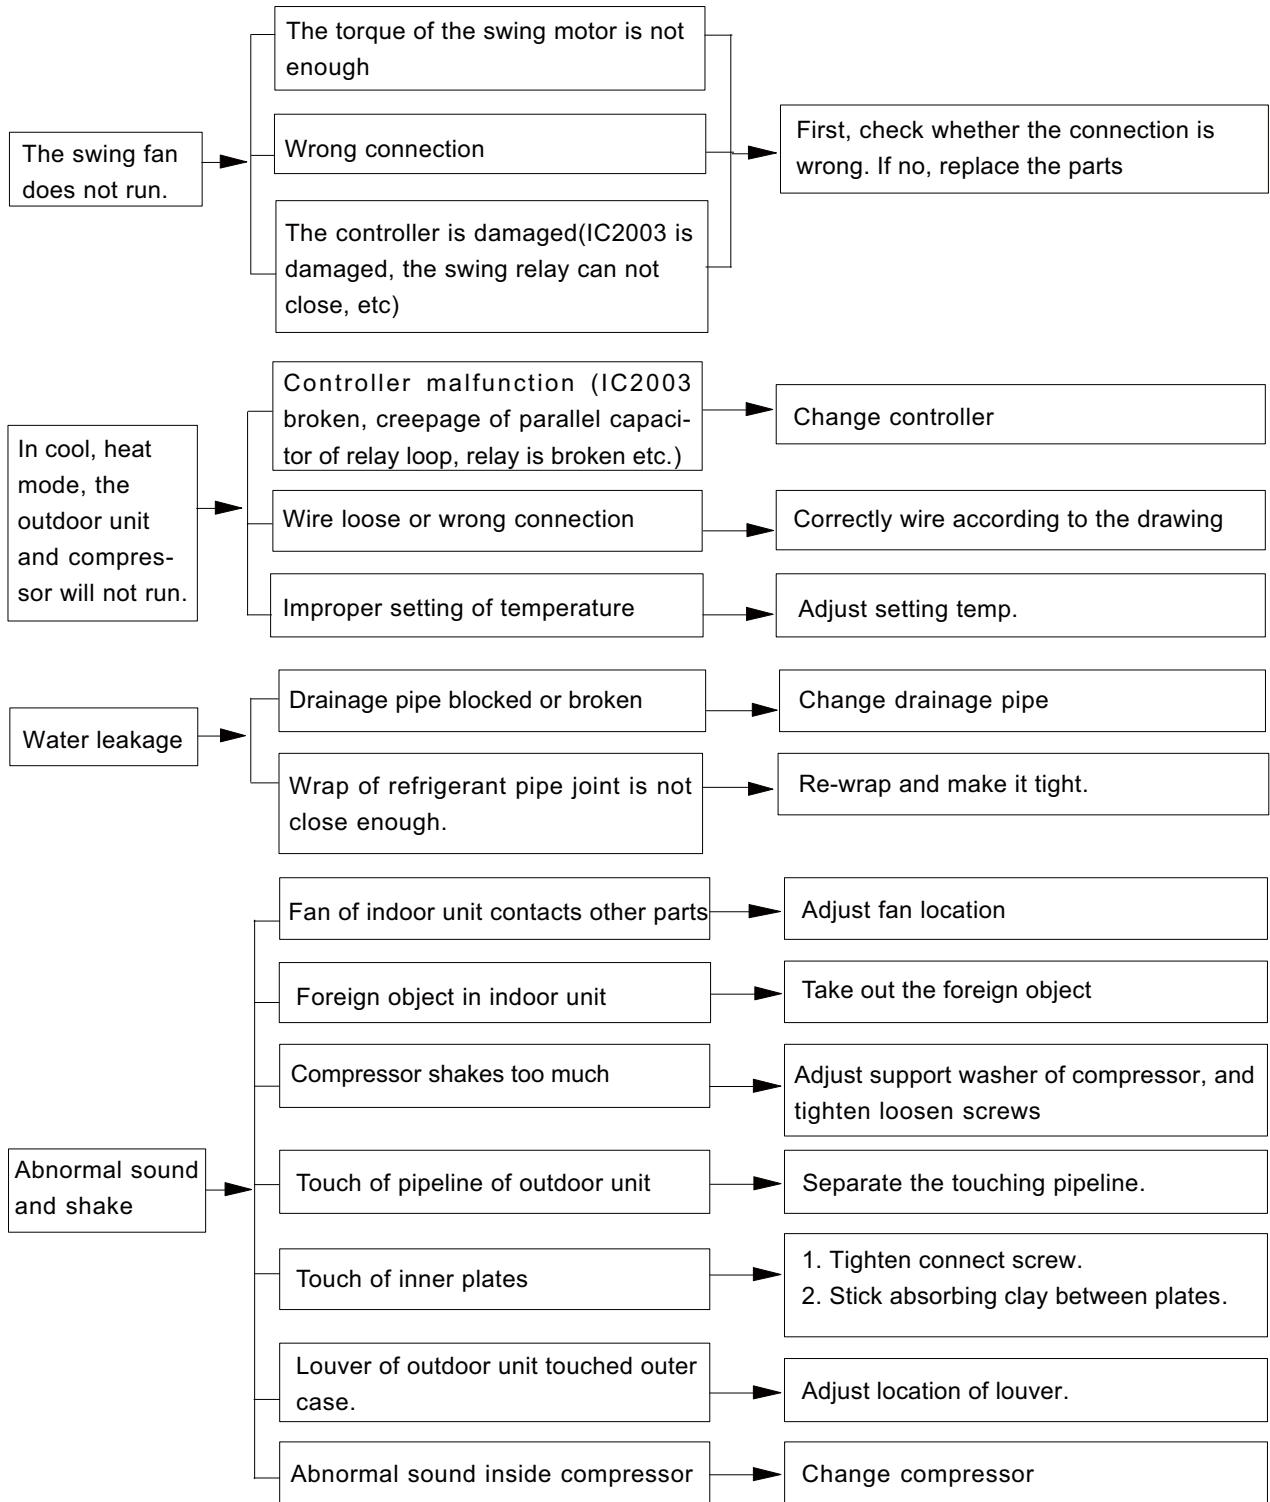 The swing fan
does not run.
The torque of the swing motor is not
enough
Wrong connection
The controller is damaged(IC2003 is
damaged, the swing relay can not
close, etc)
First, check whether the connection is
wrong. If no, replace the parts
In cool, heat
mode, the
outdoor unit
and compres-
sor will not run.
Controller malfunction (IC2003
broken, creepage of parallel capaci-
tor of relay loop, relay is broken etc.)
Change controller
Wire loose or wrong connection
Correctly wire according to the drawing
Improper setting of temperature
Adjust setting temp.
Water leakage
Drainage pipe blocked or broken
Change drainage pipe
Wrap of refrigerant pipe joint is not
close enough.
Re-wrap and make it tight.
Abnormal sound
and shake
Fan of indoor unit contacts other parts
Adjust fan location
Foreign object in indoor unit
Take out the foreign object
Compressor shakes too much
Adjust support washer of compressor, and
tighten loosen screws
Touch of pipeline of outdoor unit
Separate the touching pipeline.
Touch of inner plates
1. Tighten connect screw.
2. Stick absorbing clay between plates.
Louver of outdoor unit touched outer
case.
Adjust location of louver.
Abnormal sound inside compressor
Change compressor